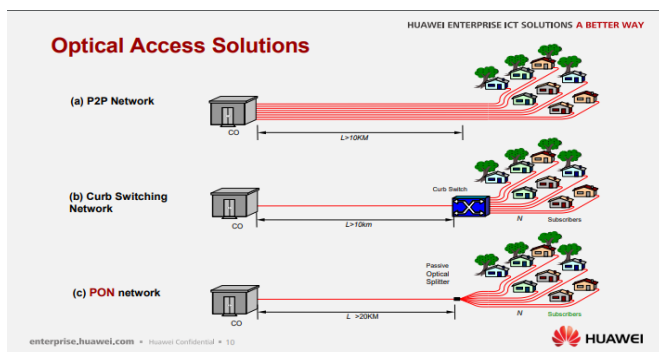 HUAWEI ENTERPRISE ICT SOLUTIONS A BETTER WAY
Optical Access Solutions
(a) P2P Network
CO
L>10KM
(b) Curb Switching
Network
Curb Switch
CO
L>10km
N
Subscribers
Passive
Optical
Splitter
(c) PON network
CO
L >20KM
N
Subscribers
enterprise.huawei.com • Huawei Confidential • 10
HUAWEI